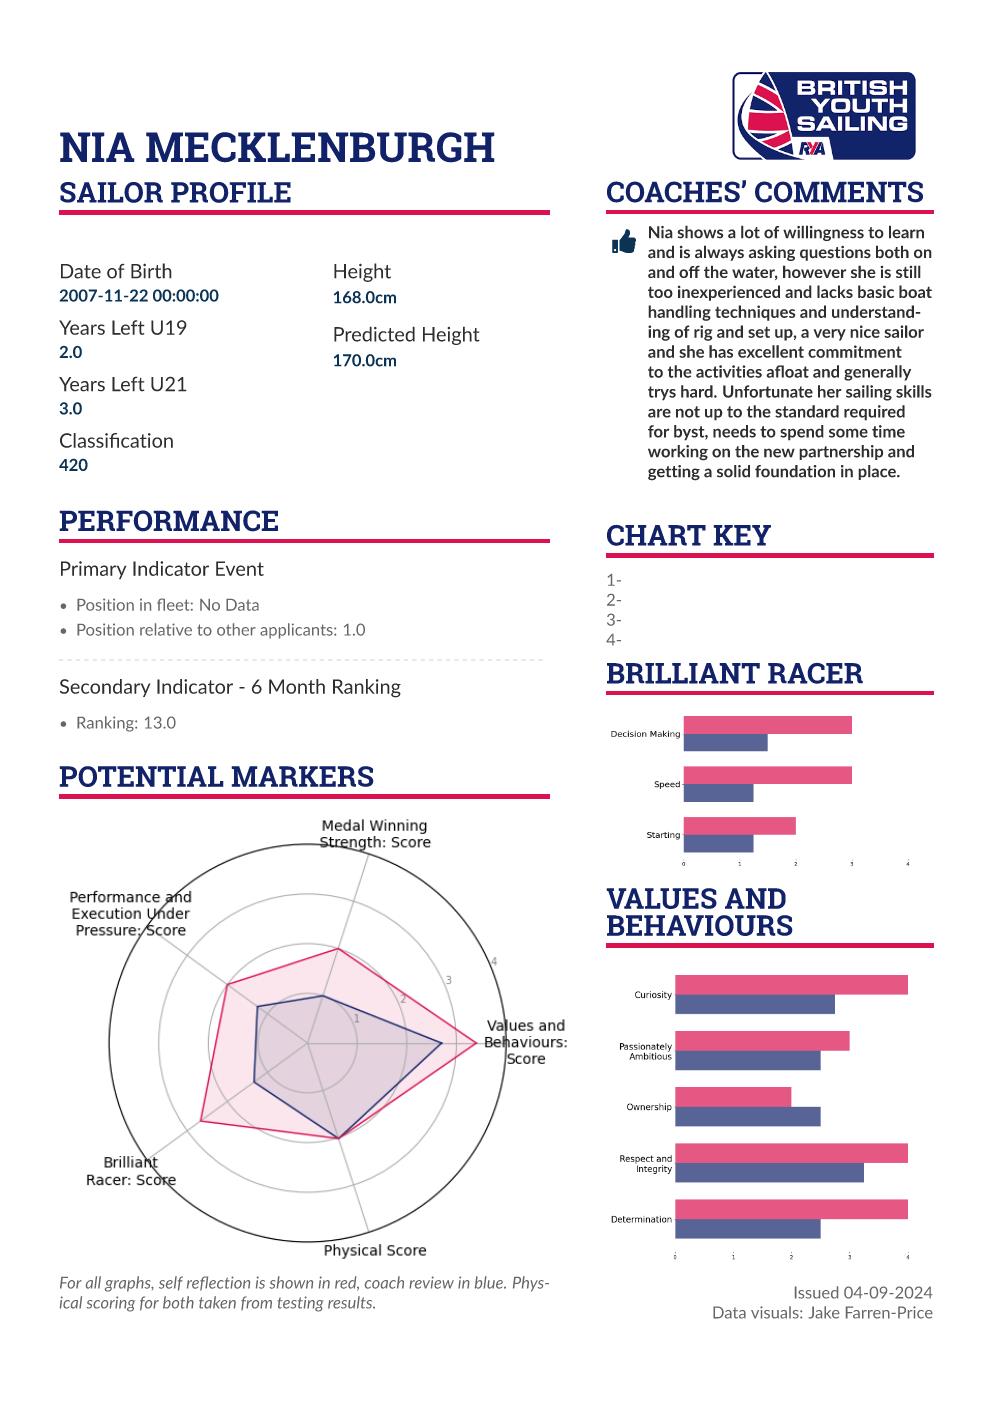 BRITISH
YOUTH
SAILING
RYA
NIA MECKLENBURGH
SAILOR PROFILE
Date of Birth
2007-11-22 00:00:00
Years Left U19
2.0
Years Left U21
3.0
Classification
420
Height
168.0cm
Predicted Height
170.0cm
PERFORMANCE
Primary Indicator Event
• Position in fleet: No Data
• Position relative to other applicants: 1.0
Secondary Indicator - 6 Month Ranking
• Ranking: 13.0
POTENTIAL MARKERS
Medal Winning
Strength: Score
Performance and
Execution Under
Pressure: Score
4
3
2
1
Values and
Behaviours:
Score
Brilliant
Racer: Score
Physical Score
For all graphs, self reflection is shown in red, coach review in blue. Phys-
ical scoring for both taken from testing results.
COACHES’ COMMENTS
Nia shows a lot of willingness to learn
and is always asking questions both on
and off the water, however she is still
too inexperienced and lacks basic boat
handling techniques and understand-
ing of rig and set up, a very nice sailor
and she has excellent commitment
to the activities afloat and generally
trys hard. Unfortunate her sailing skills
are not up to the standard required
for byst, needs to spend some time
working on the new partnership and
getting a solid foundation in place.
CHART KEY
1-
2-
3-
4-
BRILLIANT RACER
Decision Making
Speed
Starting
0 1 2 3 4
VALUES AND
BEHAVIOURS
Curiosity
Passionately
Ambitious
Ownership
Respect and
Integrity
Determination
0 1 2 3 4
Issued 04-09-2024
Data visuals: Jake Farren-Price